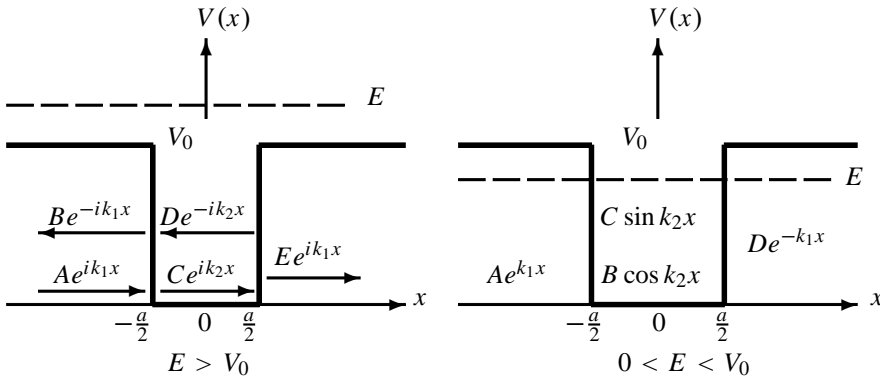 V(x) V(x)
E
V₀ V₀
E
Be^{-ik₁x} De^{-ik₂x} C sin k₂x
Ee^{ik₁x} De^{-k₁x}
Ae^{ik₁x} Ce^{ik₂x} Ae^{k₁x} B cos k₂x
x x
-a/2 0 a/2 -a/2 0 a/2
E > V₀ 0 < E < V₀